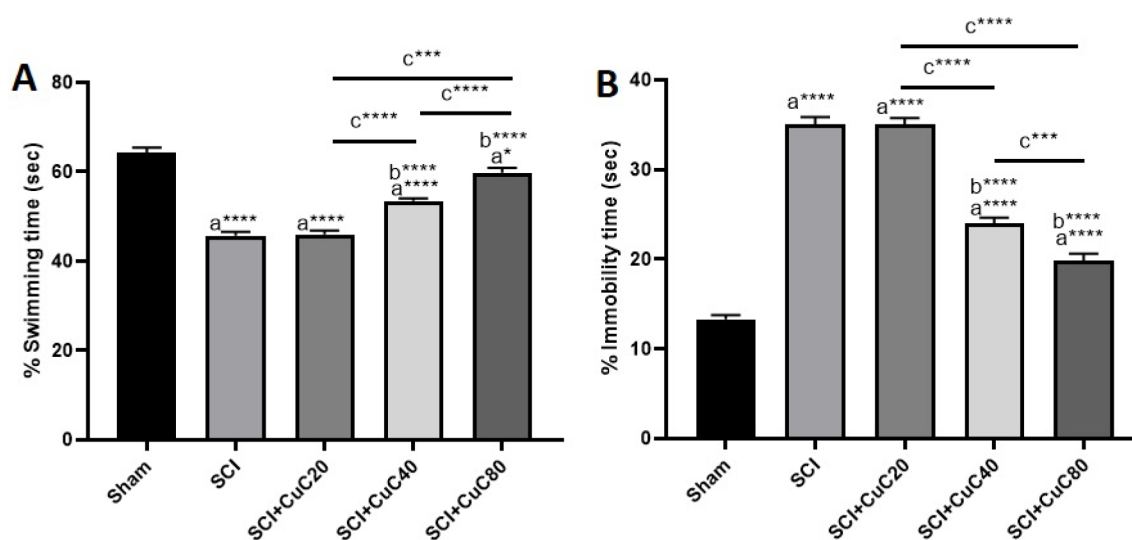 A
% Swimming time (sec)
80
60
40
20
0
c***
c****
c****
a****
a****
b****
a****
b****
a*
Sham
SCI
SCI+CuC20
SCI+CuC40
SCI+CuC80
B
% Immobility time (sec)
40
30
20
10
0
c****
c****
c***
a****
a****
b****
a****
b****
a****
Sham
SCI
SCI+CuC20
SCI+CuC40
SCI+CuC80